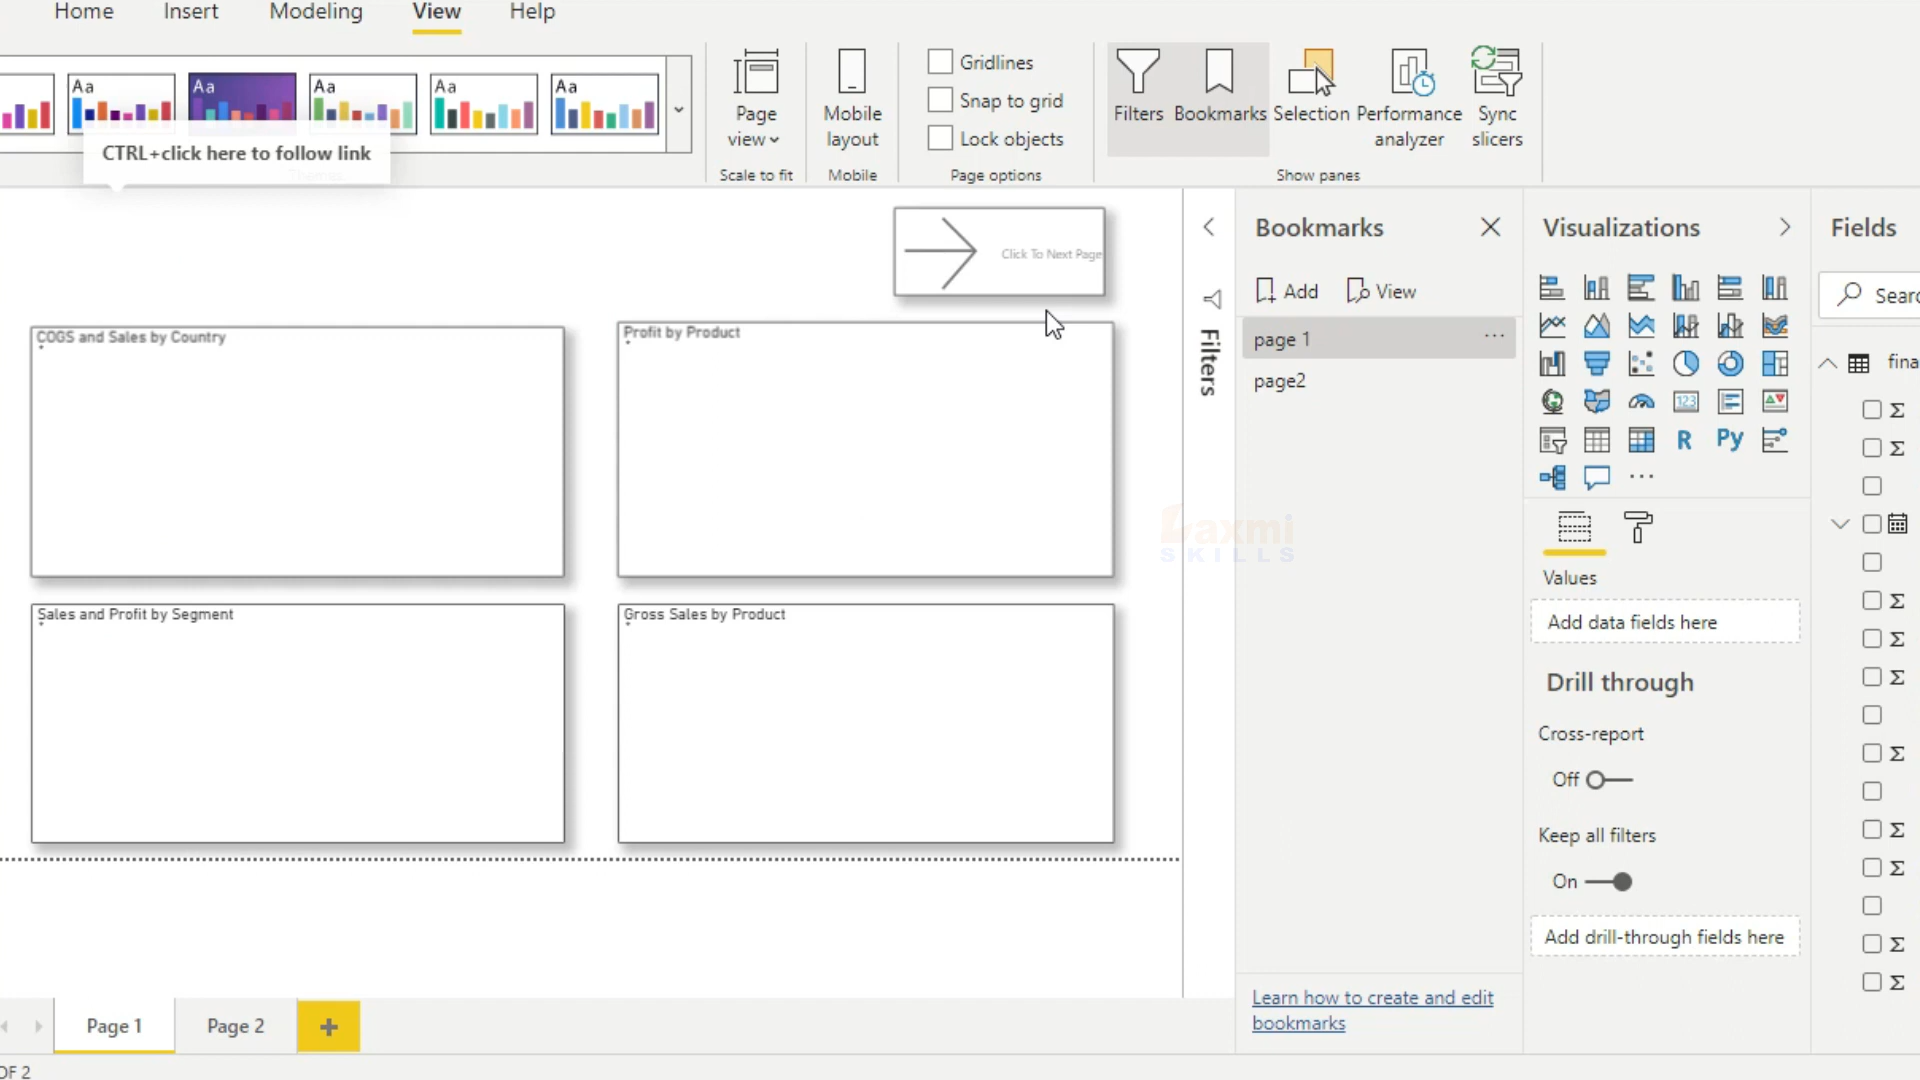 Home
Insert
Modeling
View
Help
Aa
Aa
Aa
Aa
Aa
CTRL+click here to follow link
Page
view
Mobile
layout
Gridlines
Snap to grid
Lock objects
Filters
Bookmarks
Selection
Performance
analyzer
Sync
slicers
Themes
Scale to fit
Mobile
Page options
Show panes
Click To Next Page
COGS and Sales by Country
Profit by Product
Sales and Profit by Segment
Gross Sales by Product
Filters
Bookmarks
Add
View
page 1
page2
Laxmi
SKILLS
Learn how to create and edit
bookmarks
Visualizations
123
R
Py
Values
Add data fields here
Drill through
Cross-report
Off
Keep all filters
On
Add drill-through fields here
Fields
Searc
fina
Page 1
Page 2
OF 2